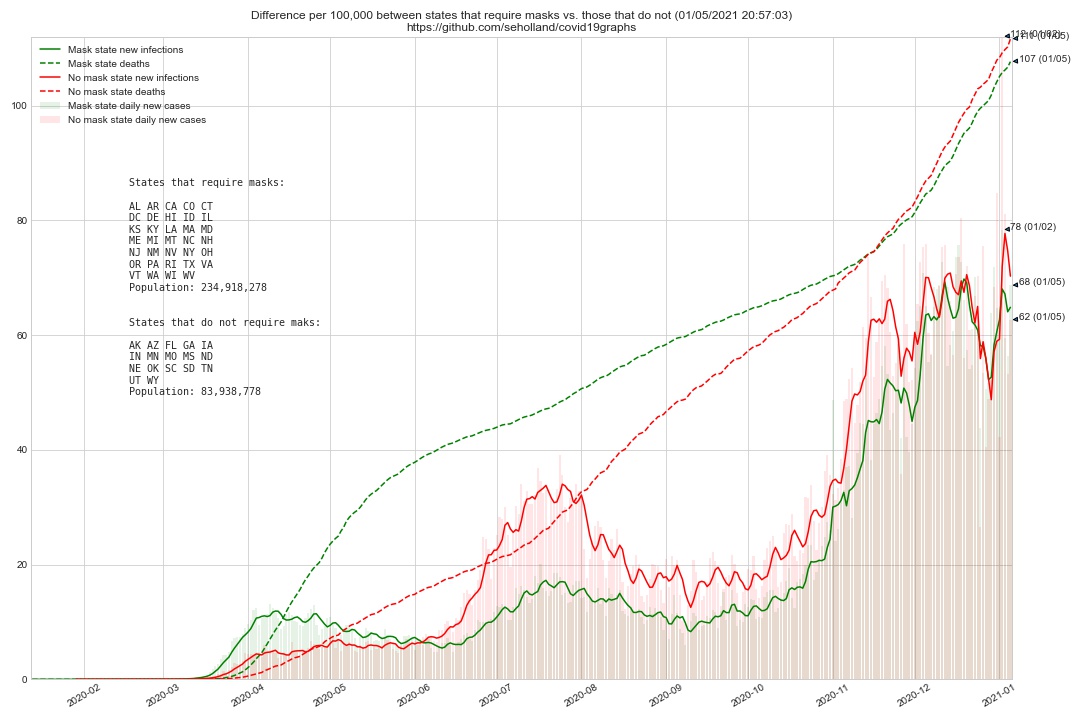 Difference per 100,000 between states that require masks vs. those that do not (01/05/2021 20:57:03)
https://github.com/seholland/covid19graphs
Mask state new infections
Mask state deaths
No mask state new infections
No mask state deaths
Mask state daily new cases
No mask state daily new cases
112 (01/02)
111 (01/05)
107 (01/05)
100
States that require masks:
AL AR CA CO CT
DC DE HI ID IL
KS KY LA MA MD
ME MI MT NC NH
NJ NM NV NY OH
OR PA RI TX VA
VT WA WI WV
Population: 234,918,278
80
78 (01/02)
68 (01/05)
States that do not require maks:
62 (01/05)
60
AK AZ FL GA IA
IN MN MO MS ND
NE OK SC SD TN
UT WY
Population: 83,938,778
40
20
0
2020-02
2020-03
2020-04
2020-05
2020-06
2020-07
2020-08
2020-09
2020-10
2020-11
2020-12
2021-01